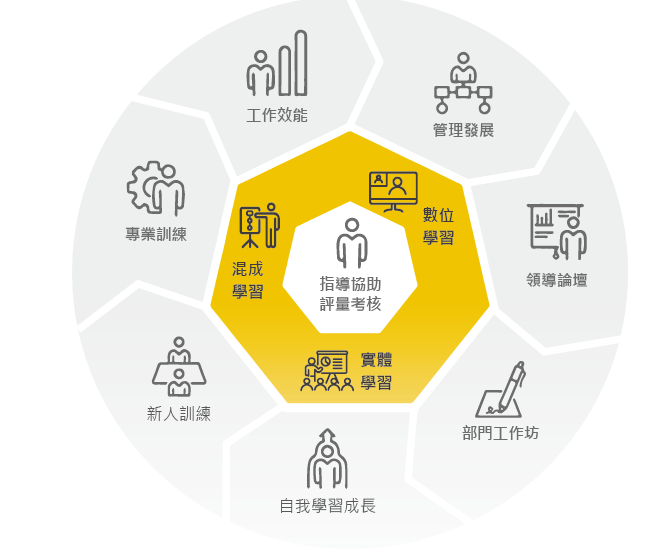 工作效能
管理發展
專業訓練
數位
學習
混成
學習
領導論壇
指導協助
評量考核
實體
學習
新人訓練
部門工作坊
自我學習成長